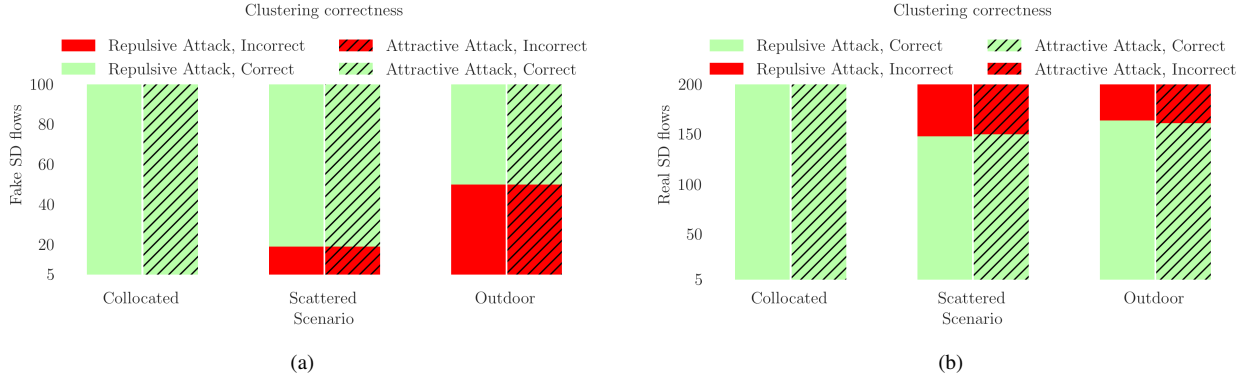 Clustering correctness
Repulsive Attack, Incorrect Attractive Attack, Incorrect
Repulsive Attack, Correct Attractive Attack, Correct
100
80
60
40
20
5
Fake SD flows
Collocated Scattered Outdoor
Scenario
(a)
Clustering correctness
Repulsive Attack, Correct Attractive Attack, Correct
Repulsive Attack, Incorrect Attractive Attack, Incorrect
200
150
100
50
5
Real SD flows
Collocated Scattered Outdoor
Scenario
(b)